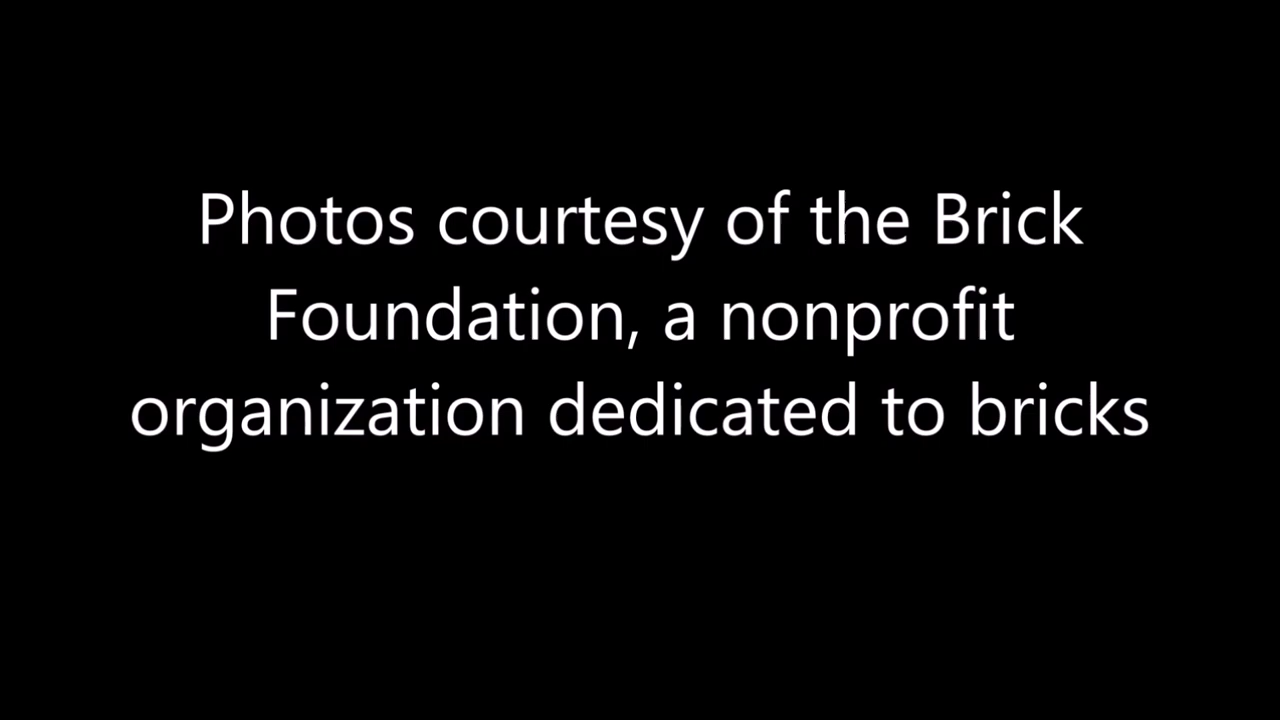 Photos courtesy of the Brick
Foundation, a nonprofit
organization dedicated to bricks